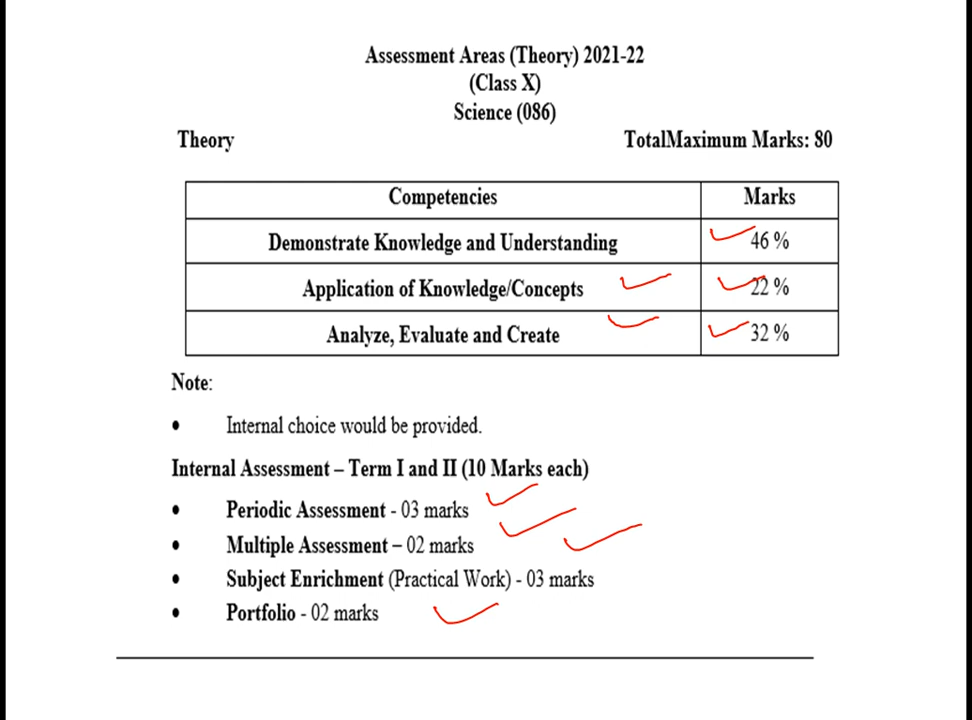 Assessment Areas (Theory) 2021-22
(Class X)
Science (086)
Theory TotalMaximum Marks: 80
Competencies Marks
Demonstrate Knowledge and Understanding 46 %
Application of Knowledge/Concepts 22 %
Analyze, Evaluate and Create 32 %
Note:
• Internal choice would be provided.
Internal Assessment – Term I and II (10 Marks each)
• Periodic Assessment - 03 marks
• Multiple Assessment – 02 marks
• Subject Enrichment (Practical Work) - 03 marks
• Portfolio - 02 marks